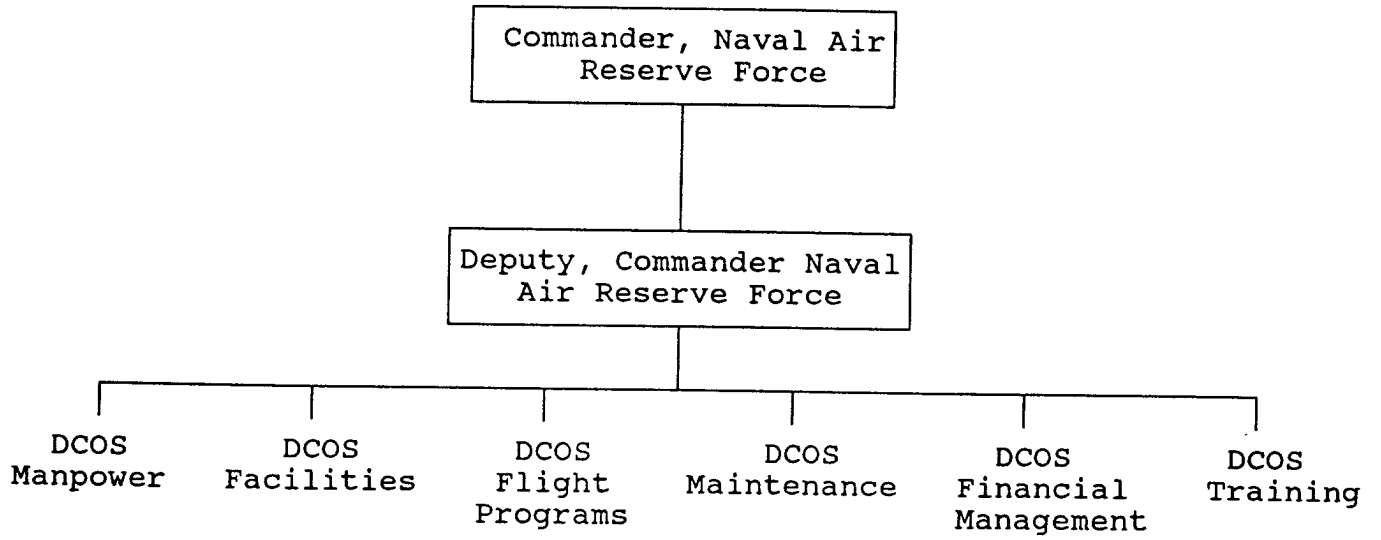 Commander, Naval Air
Reserve Force
Deputy, Commander Naval
Air Reserve Force
DCOS
Manpower
DCOS
Facilities
DCOS
Flight
Programs
DCOS
Maintenance
DCOS
Financial
Management
DCOS
Training